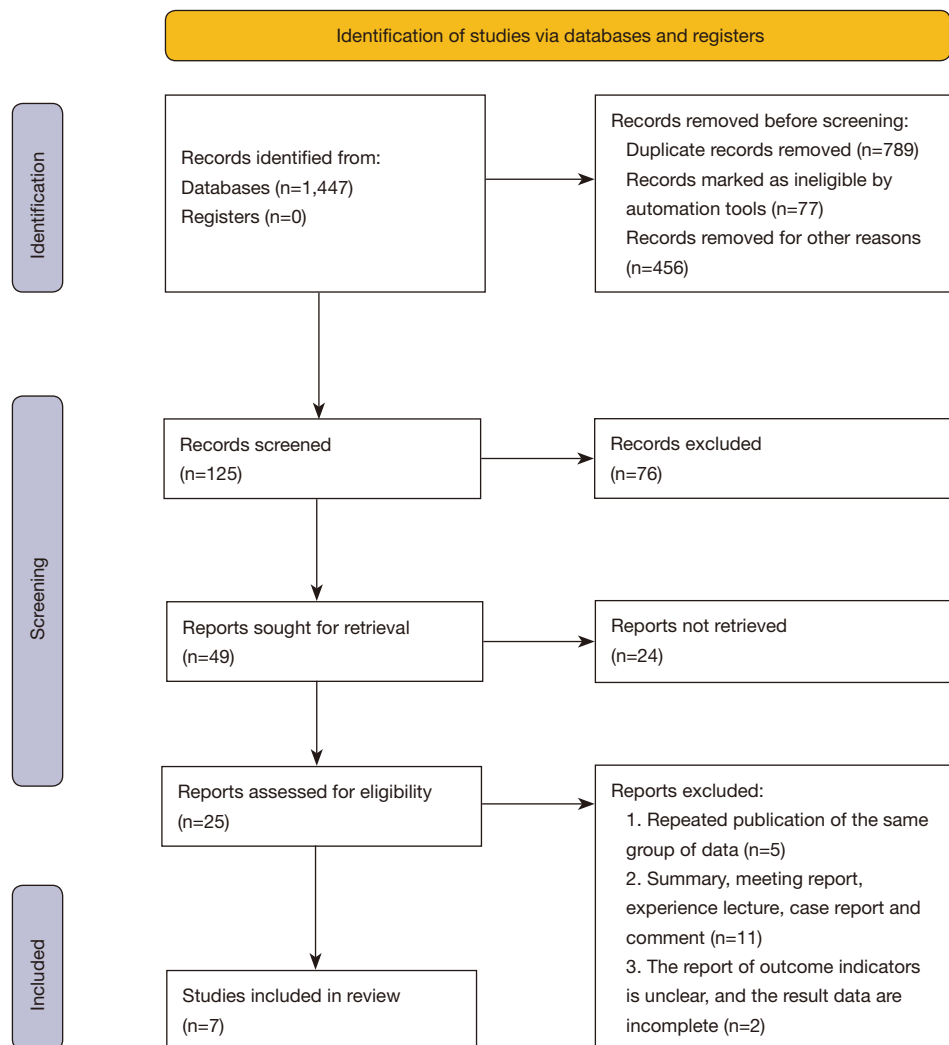 Identification of studies via databases and registers
Identification
Records identified from:
Databases (n=1,447)
Registers (n=0)
Records removed before screening:
Duplicate records removed (n=789)
Records marked as ineligible by
automation tools (n=77)
Records removed for other reasons
(n=456)
Screening
Records screened
(n=125)
Records excluded
(n=76)
Reports sought for retrieval
(n=49)
Reports not retrieved
(n=24)
Reports assessed for eligibility
(n=25)
Reports excluded:
1. Repeated publication of the same
group of data (n=5)
2. Summary, meeting report,
experience lecture, case report and
comment (n=11)
3. The report of outcome indicators
is unclear, and the result data are
incomplete (n=2)
Included
Studies included in review
(n=7)